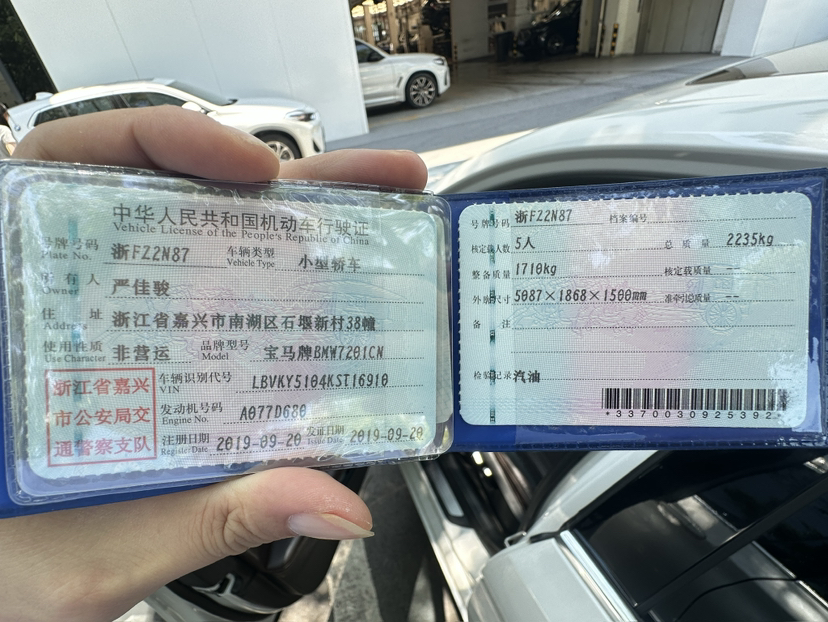 中华人民共和国机动车行驶证
Vehicle License of the People's Republic of China
号牌号码 浙FZ2N87 车辆类型 小型轿车
Plate No. Vehicle Type
所有人 严佳骏
Owner
住址 浙江省嘉兴市南湖区石堰新村38幢
Address
使用性质 非营运 品牌型号 宝马牌BMW7201CN
Use Character Model
浙江省嘉兴
市公安局交
通警察支队
车辆识别代号 LBVKY5104KST16910
VIN
发动机号码 A077D680
Engine No.
注册日期 2019-09-20 发证日期 2019-09-20
Register Date Issue Date
号牌号码 浙FZ2N87 档案编号
核定载人数 5人 总质量 2235kg
整备质量 1710kg 核定载质量 --
外廓尺寸 5087×1868×1500mm 准牵引总质量 --
备注
检验记录 汽油
*3370030925392*